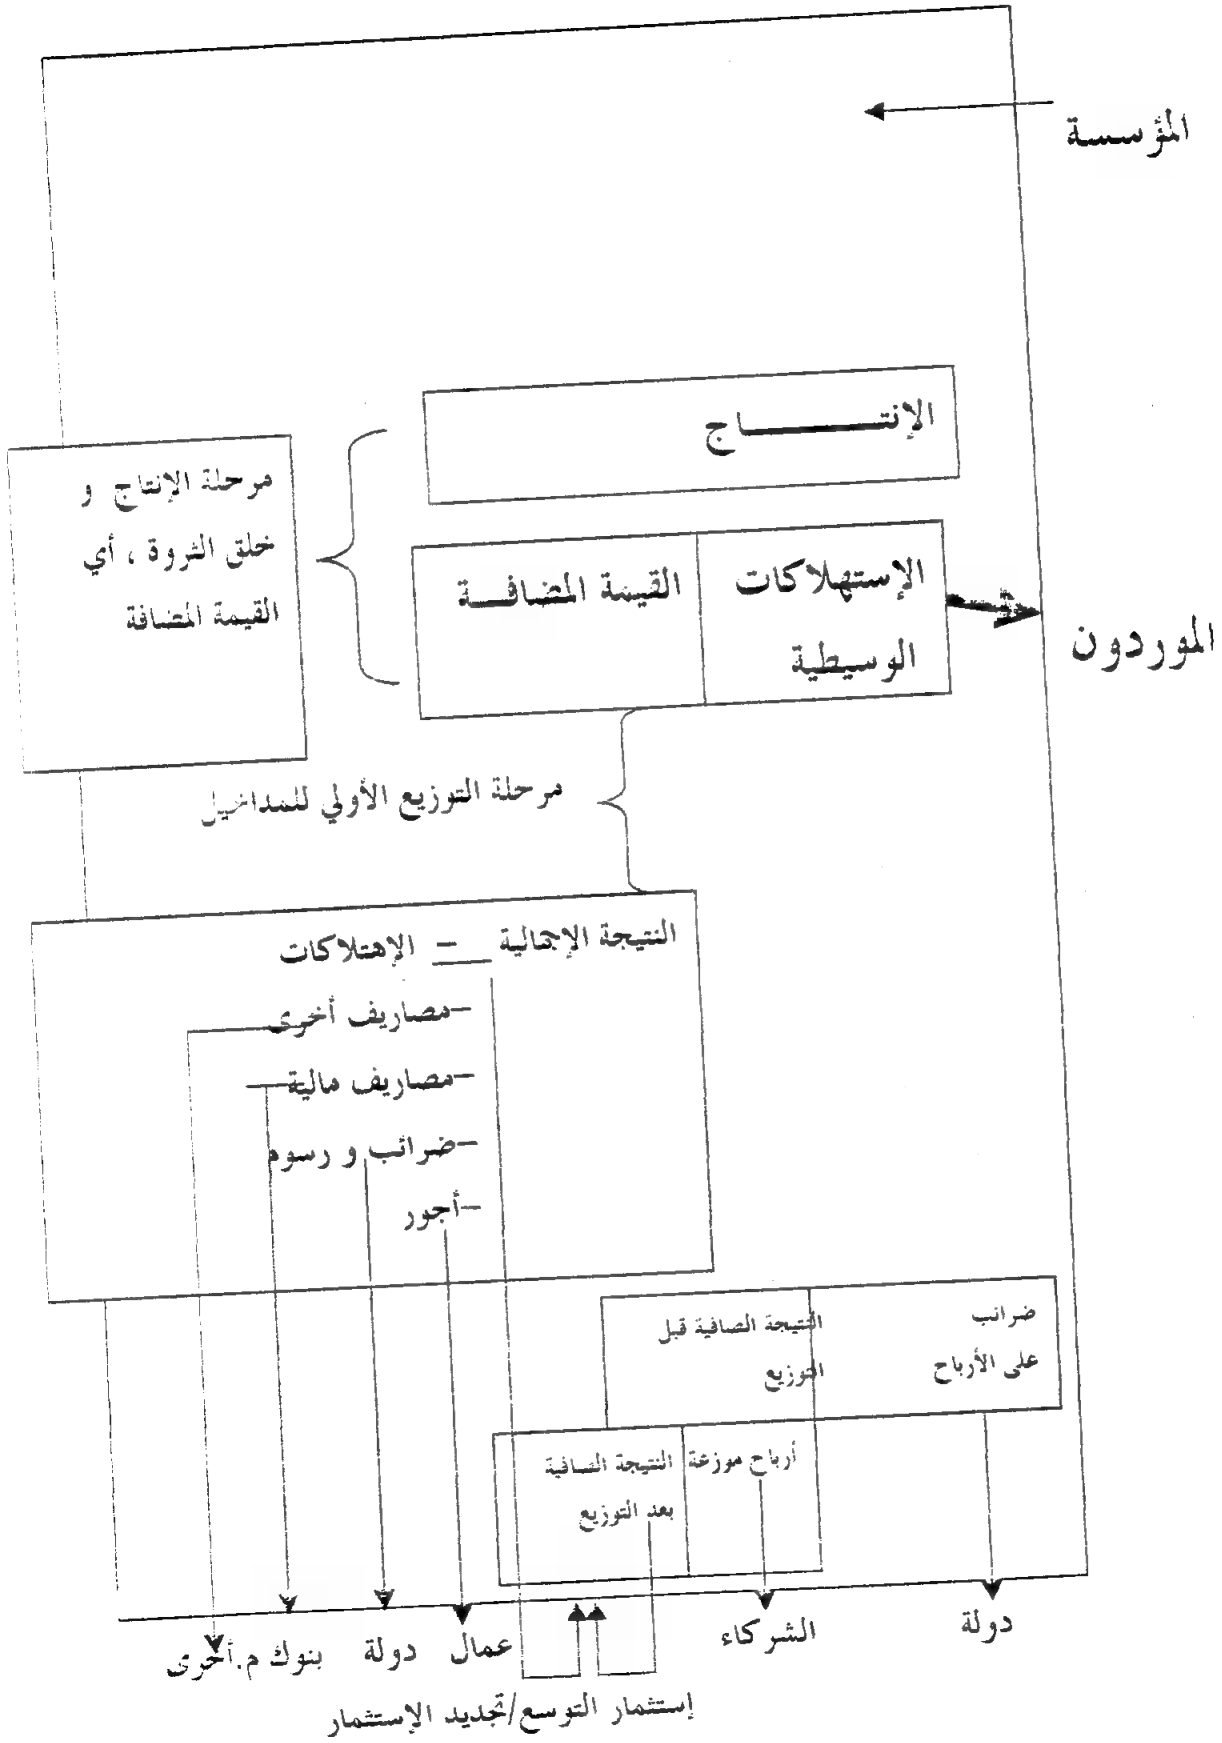 المؤسسة
الإنتـــــــــاج
مرحلة الإنتاج و
خلق الثروة ، أي
القيمة المضافة
الإستهلاكات
الوسيطية
القيمة المضافـــة
الموردون
مرحلة التوزيع الأولي للمداخيل
النتيجة الإجمالية – الإهتلاكات
–مصاريف أخرى
–مصاريف مالية
–ضرائب و رسوم
–أجور
ضرائب
على الأرباح
النتيجة الصافية قبل
التوزيع
أرباح موزعة
النتيجة الصافية
بعد التوزيع
دولة
الشركاء
عمال
دولة
بنوك
م.أخرى
إستثمار التوسع/تجديد الإستثمار